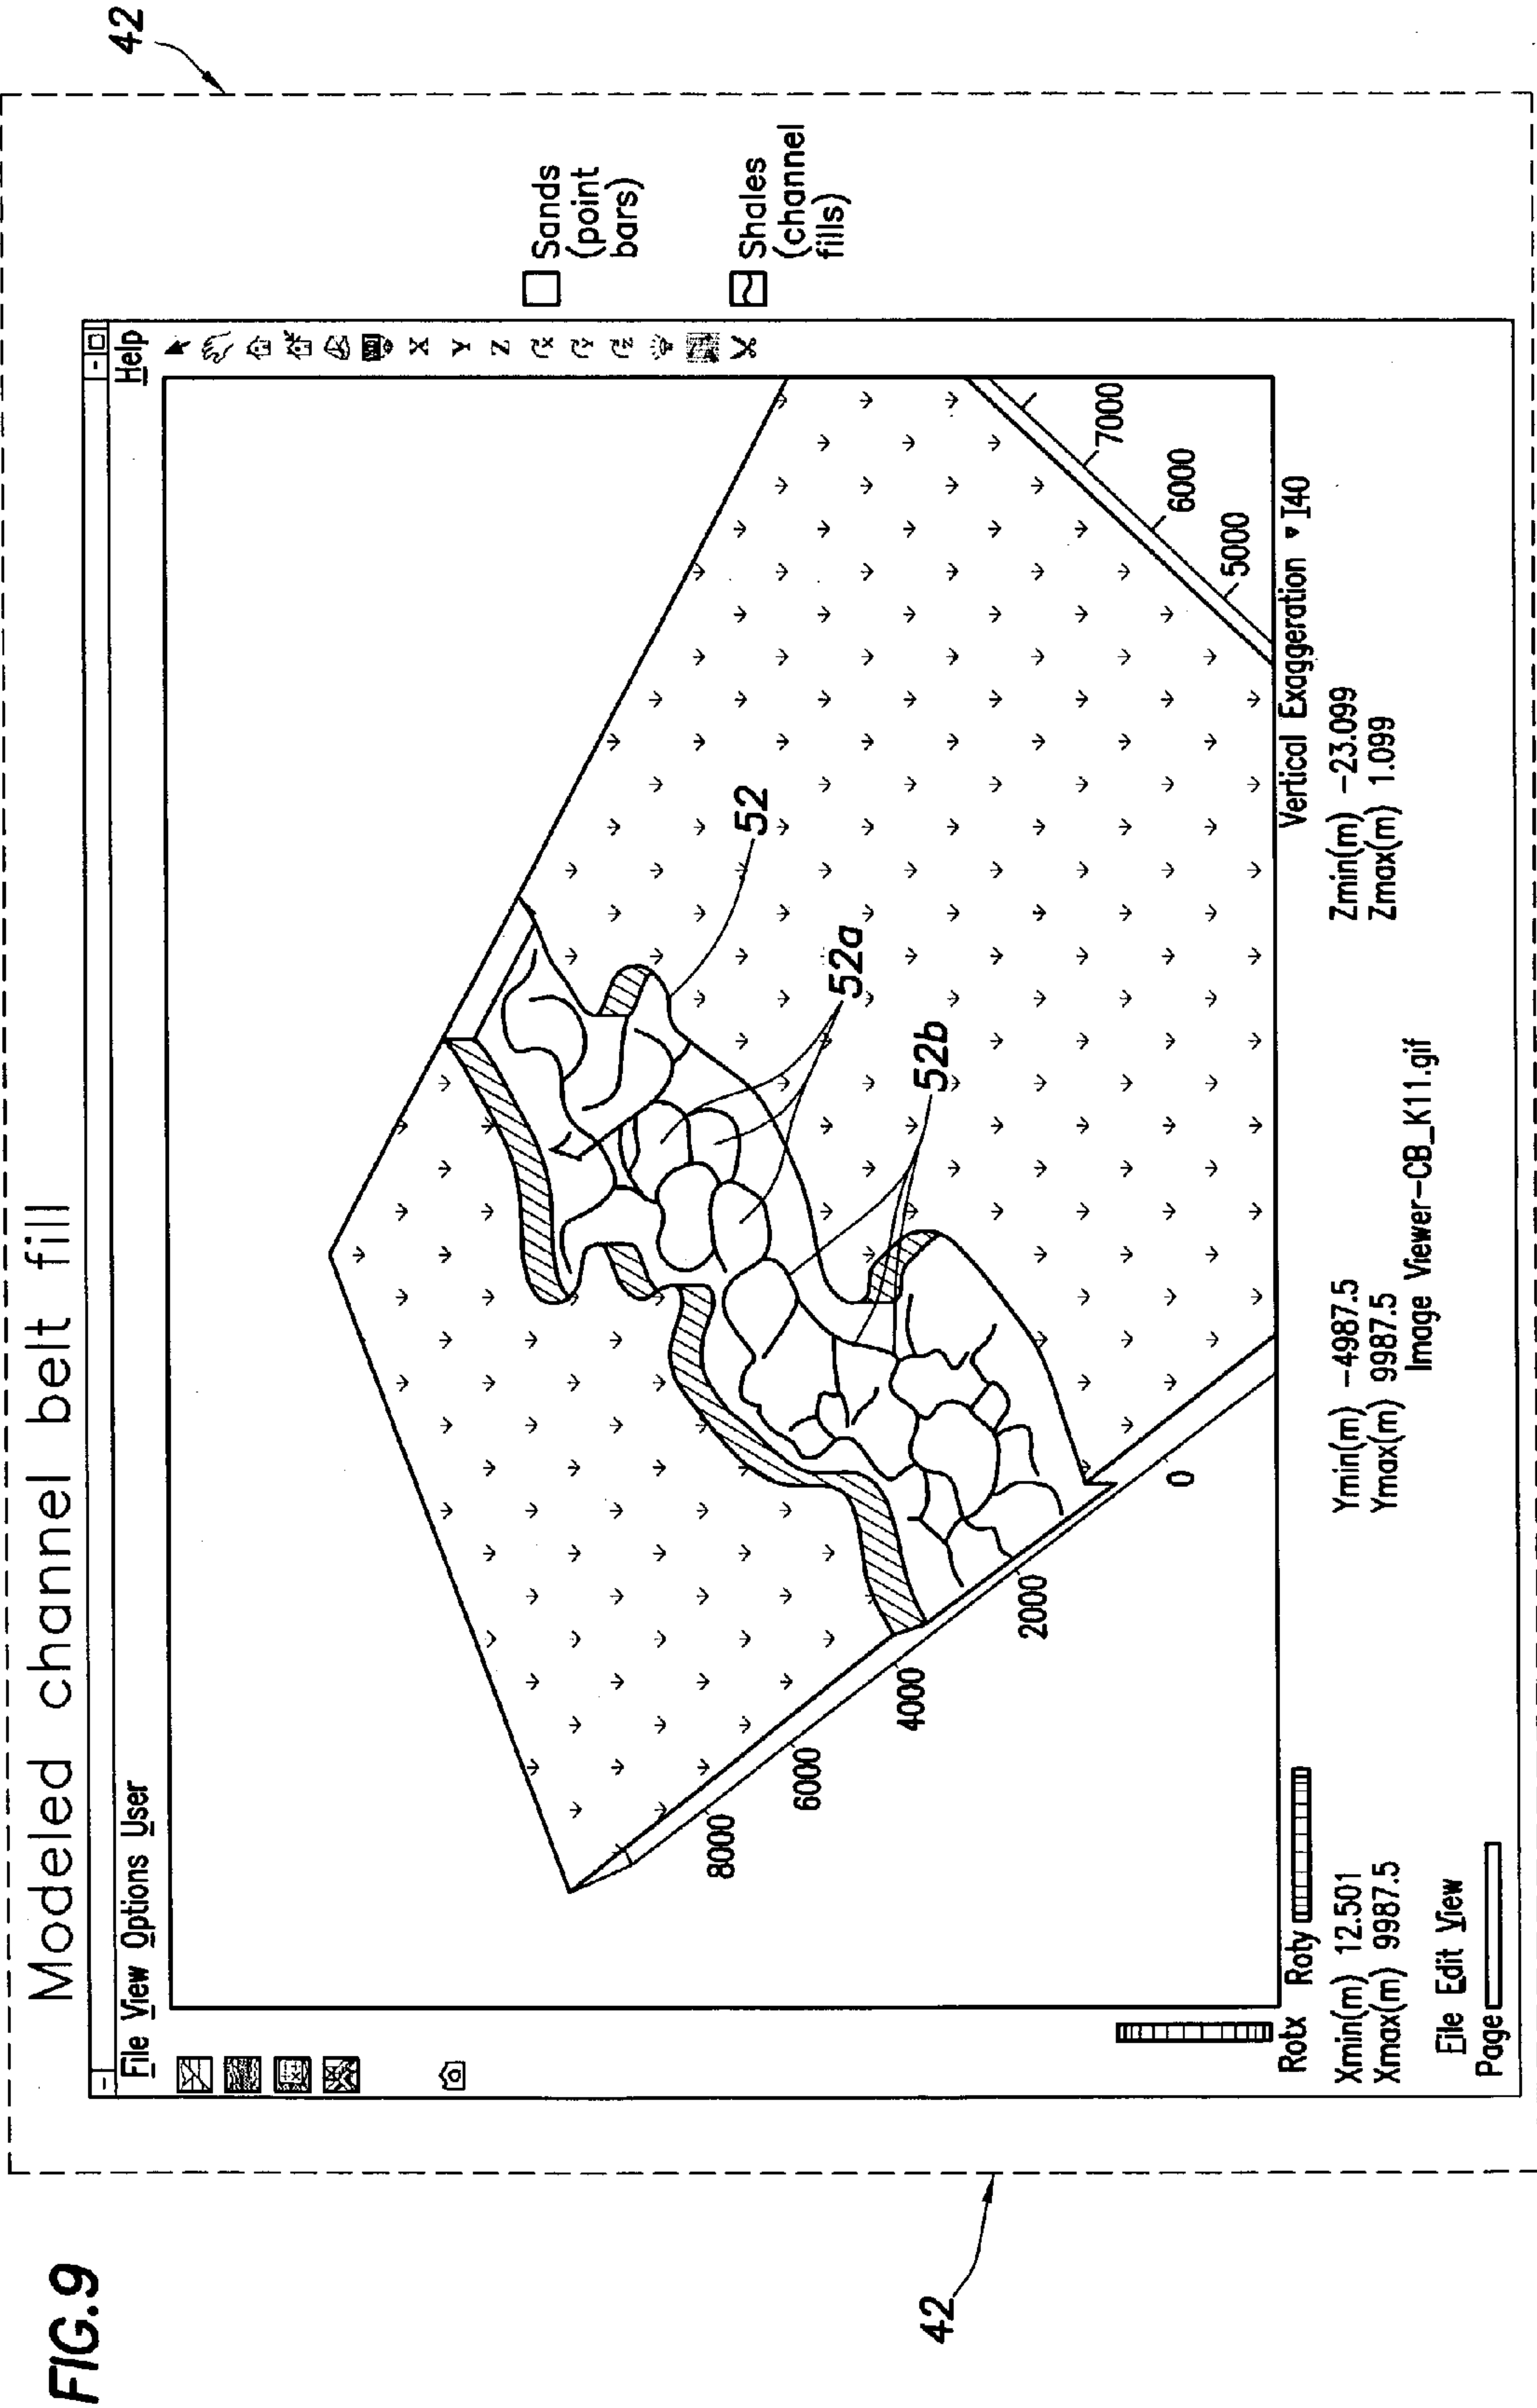 FIG.9
42
42
Modeled channel belt fill
File View Options User
Help
X
Y
Z
Sands
(point
bars)
Shales
(channel
fills)
52
52a
52b
8000
6000
4000
2000
0
5000
6000
7000
Rotx Roty
Vertical Exaggeration 140
Xmin(m) 12.501
Xmax(m) 9987.5
Ymin(m) -4987.5
Ymax(m) 9987.5
Zmin(m) -23.099
Zmax(m) 1.099
Image Viewer-CB_K11.gif
File Edit View
Page